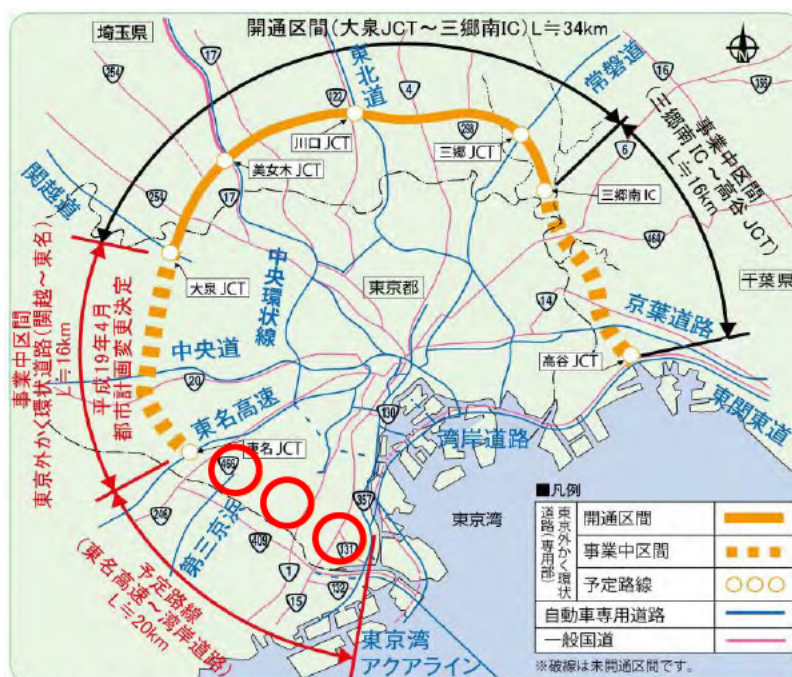 開通区間(大泉JCT～三郷南IC)L≒34km
埼玉県
17
254
東北道
122
4
常磐道
16
6
298
川口JCT
三郷JCT
美女木JCT
事業中区間
(三郷南IC～高谷JCT)
L≒16km
254
17
三郷南IC
関越道
464
中央環状線
東京都
大泉JCT
千葉県
14
京葉道路
事業中区間
東京外かく環状道路(関越～東名)
L≒16km
平成19年4月
都市計画変更決定
中央道
20
高谷JCT
東名高速
130
湾岸道路
東関東道
東名JCT
466
357
246
第三京浜
東京湾
409
131
1
15
132
予定路線
(東名高速～湾岸道路)
L≒20km
東京湾
アクアライン
■凡例
東京外かく環状
道路(専用部)
開通区間
事業中区間
予定路線
自動車専用道路
一般国道
※破線は未開通区間です。